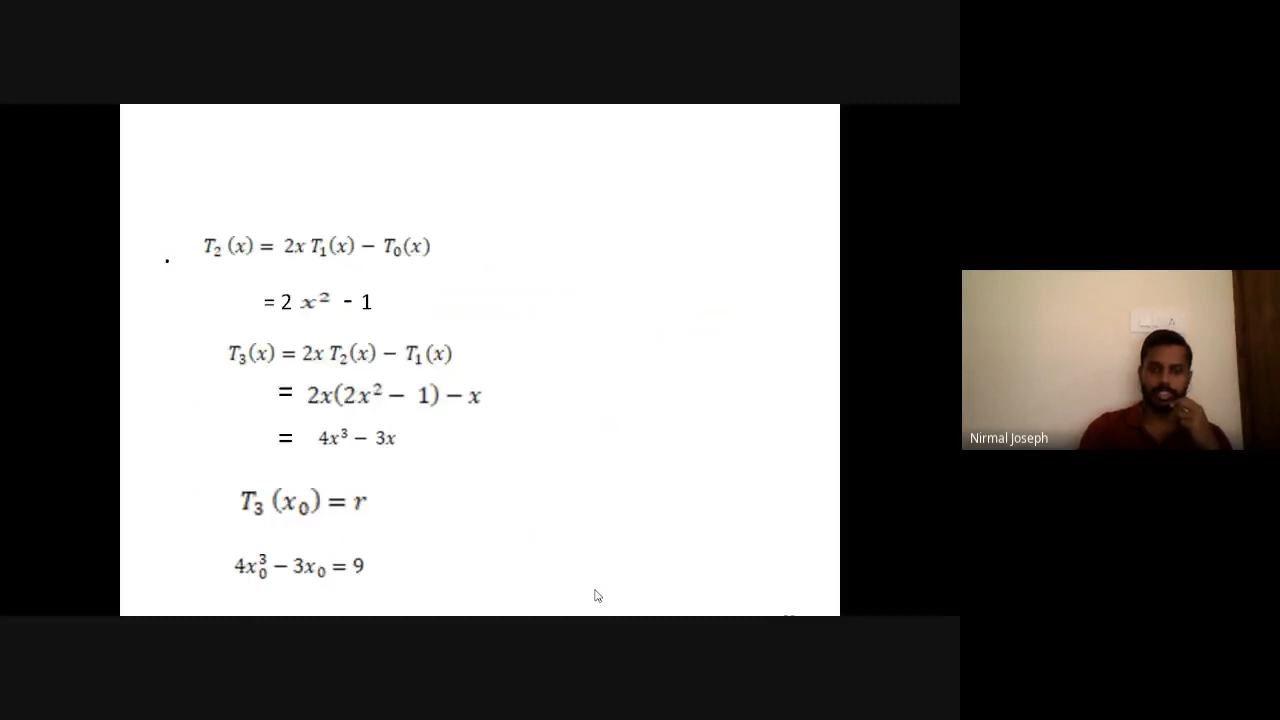 T₂ (x) = 2x T₁(x) − T₀(x)
.
= 2 x² - 1
T₃(x) = 2x T₂(x) − T₁(x)
= 2x(2x² − 1) − x
= 4x³ − 3x
T₃ (x₀) = r
4x₀³ − 3x₀ = 9
Nirmal Joseph